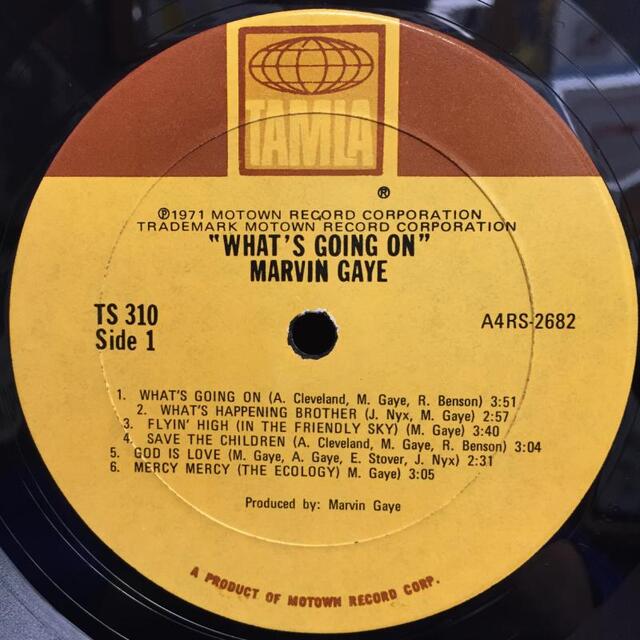 TAMLA
®
℗1971 MOTOWN RECORD CORPORATION
TRADEMARK MOTOWN RECORD CORPORATION
"WHAT'S GOING ON"
MARVIN GAYE
TS 310
Side 1
A4RS-2682
1. WHAT'S GOING ON (A. Cleveland, M. Gaye, R. Benson) 3:51
2. WHAT'S HAPPENING BROTHER (J. Nyx, M. Gaye) 2:57
3. FLYIN' HIGH (IN THE FRIENDLY SKY) (M. Gaye) 3:40
4. SAVE THE CHILDREN (A. Cleveland, M. Gaye, R. Benson) 3:04
5. GOD IS LOVE (M. Gaye, A. Gaye, E. Stover, J. Nyx) 2:31
6. MERCY MERCY (THE ECOLOGY) M. Gaye) 3:05
Produced by: Marvin Gaye
A PRODUCT OF MOTOWN RECORD CORP.